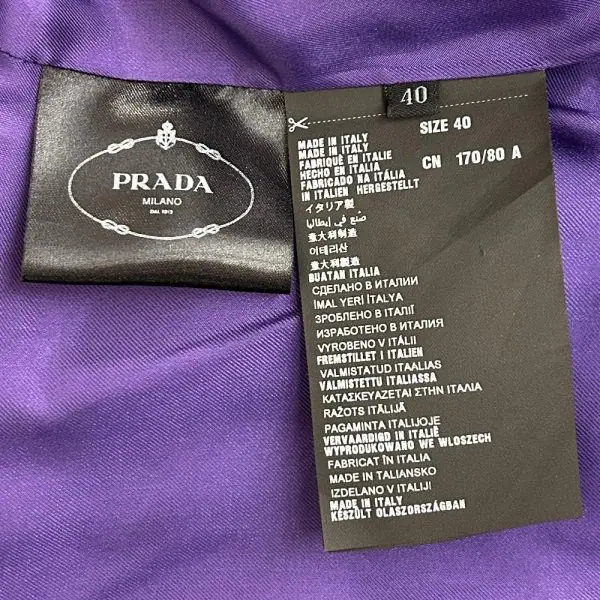 PRADA
MILANO
DAL 1913
40
SIZE 40
CN 170/80 A
MADE IN ITALY
MADE IN ITALY
FABRIQUÉ EN ITALIE
HECHO EN ITALIA
FABRICADO NA ITÁLIA
IN ITALIEN HERGESTELLT
イタリア製
صنع في إيطاليا
意大利制造
이테리산
意大利製造
BUATAN ITALIA
СДЕЛАНО В ИТАЛИИ
İMAL YERİ İTALYA
ЗРОБЛЕНО В ІТАЛІЇ
ИЗРАБОТЕНО В ИТАЛИЯ
VYROBENO V ITÁLII
FREMSTILLET I ITALIEN
VALMISTATUD ITAALIAS
VALMISTETTU ITALIASSA
ΚΑΤΑΣΚΕΥΑΖΕΤΑΙ ΣΤΗΝ ΙΤΑΛΙΑ
RAŽOTS ITĀLIJĀ
PAGAMINTA ITALIJOJE
VERVAARDIGD IN ITALIË
WYPRODUKOWANO WE WLOSZECH
FABRICAT ÎN ITALIA
MADE IN TALIANSKO
IZDELANO V ITALIJI
MADE IN ITALY
KÉSZÜLT OLASZORSZÁGBAN